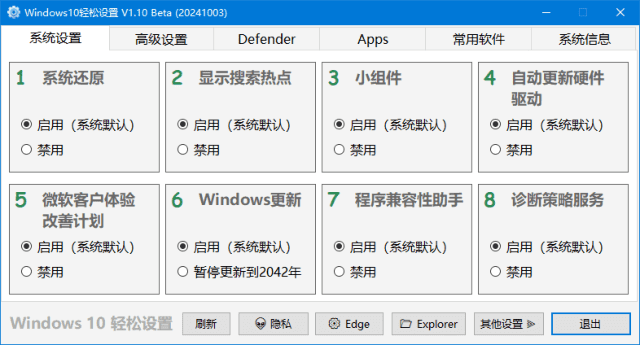 Windows10轻松设置 V1.10 Beta (20241003)
系统设置 高级设置 Defender Apps 常用软件 系统信息
1 系统还原
启用（系统默认）
禁用
2 显示搜索热点
启用（系统默认）
禁用
3 小组件
启用（系统默认）
禁用
4 自动更新硬件
驱动
启用（系统默认）
禁用
5 微软客户体验
改善计划
启用（系统默认）
禁用
6 Windows更新
启用（系统默认）
暂停更新到2042年
7 程序兼容性助手
启用（系统默认）
禁用
8 诊断策略服务
启用（系统默认）
禁用
Windows 10 轻松设置 刷新 隐私 Edge Explorer 其他设置 退出